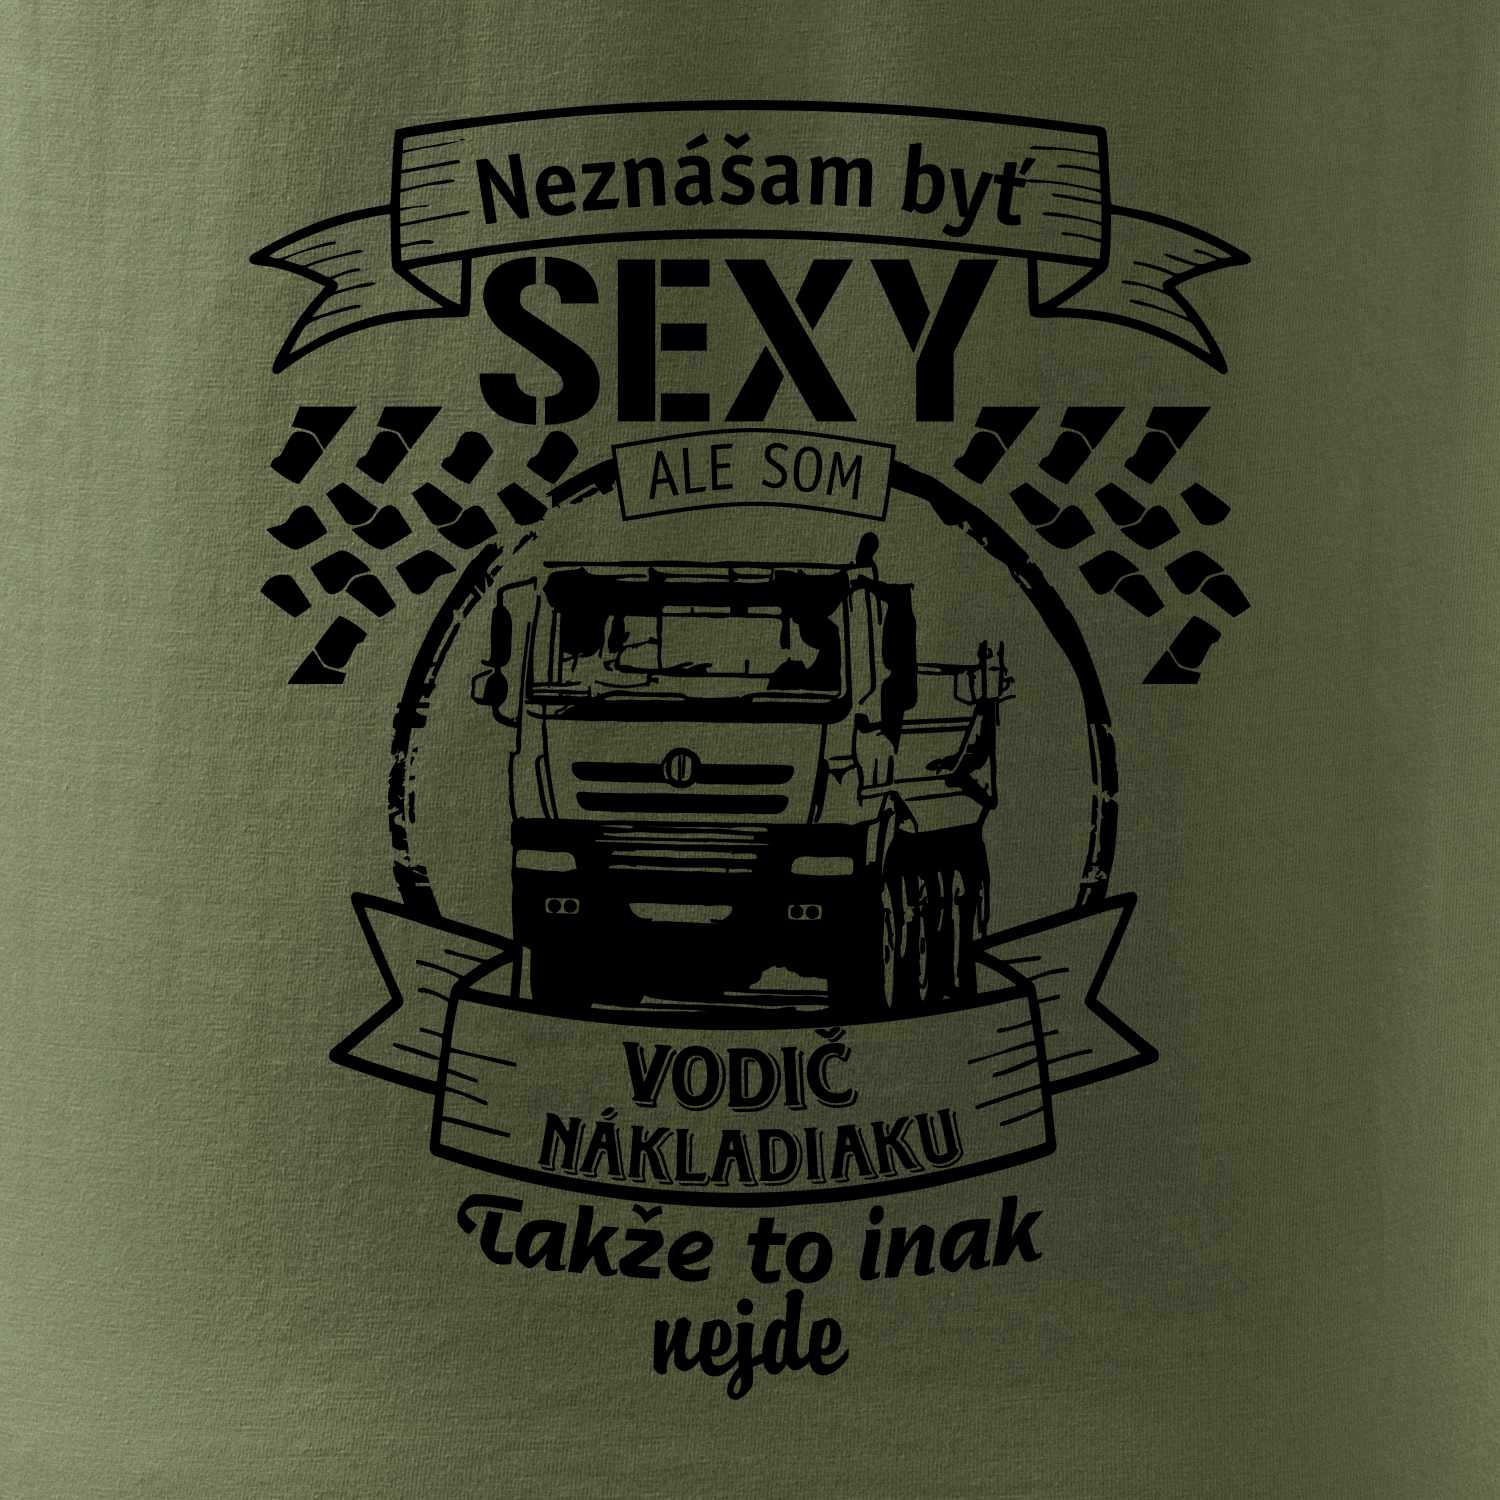 Neznášam byť
SEXY
ALE SOM
VODIČ
NÁKLADIAKU
Takže to inak
nejde